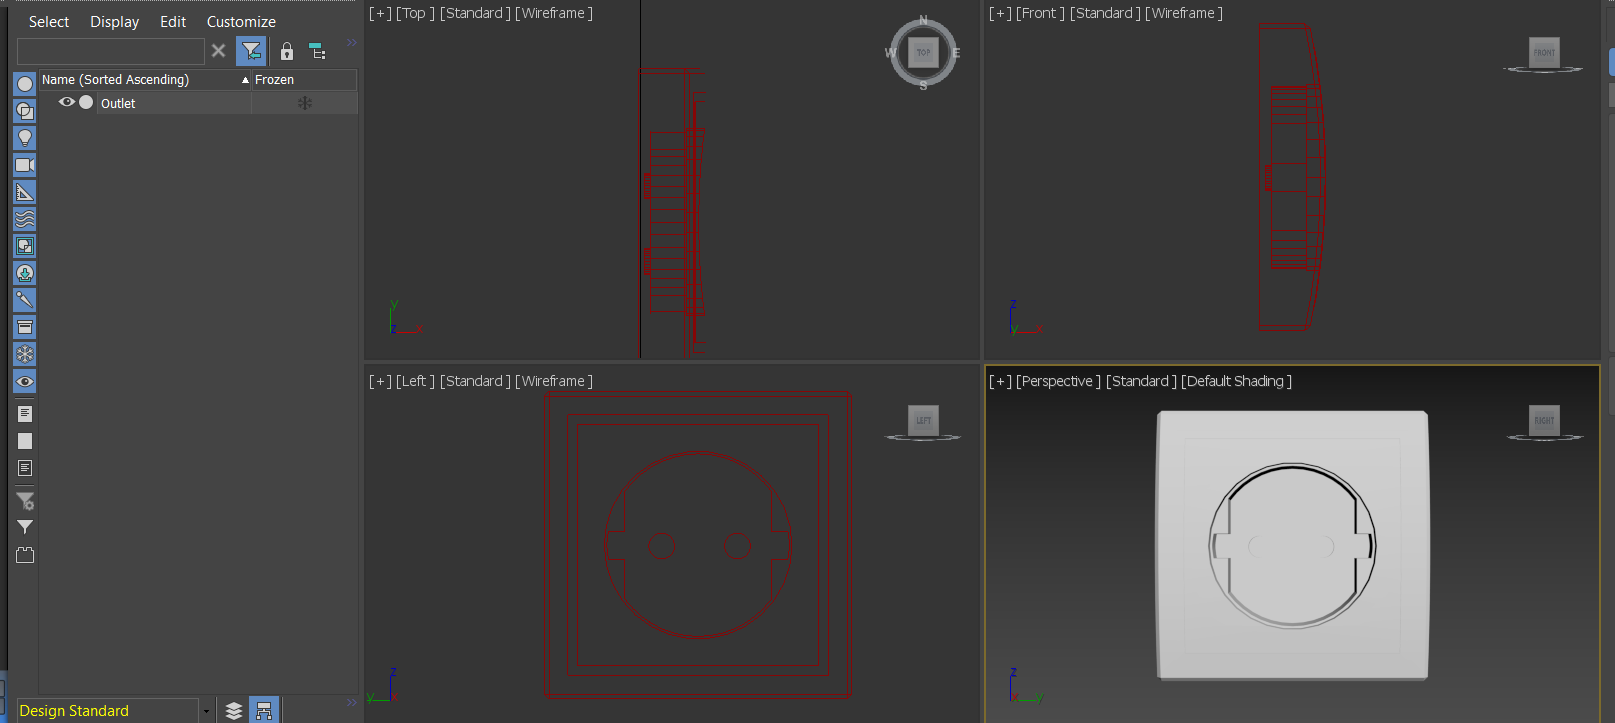 Select Display Edit Customize
Name (Sorted Ascending) Frozen
Outlet
Design Standard
[+] [Top ] [Standard ] [Wireframe ]
N
W TOP E
S
y
z x
[+] [Front ] [Standard ] [Wireframe ]
FRONT
z
y x
[+] [Left ] [Standard ] [Wireframe ]
LEFT
z
y x
[+] [Perspective ] [Standard ] [Default Shading ]
RIGHT
z
x y